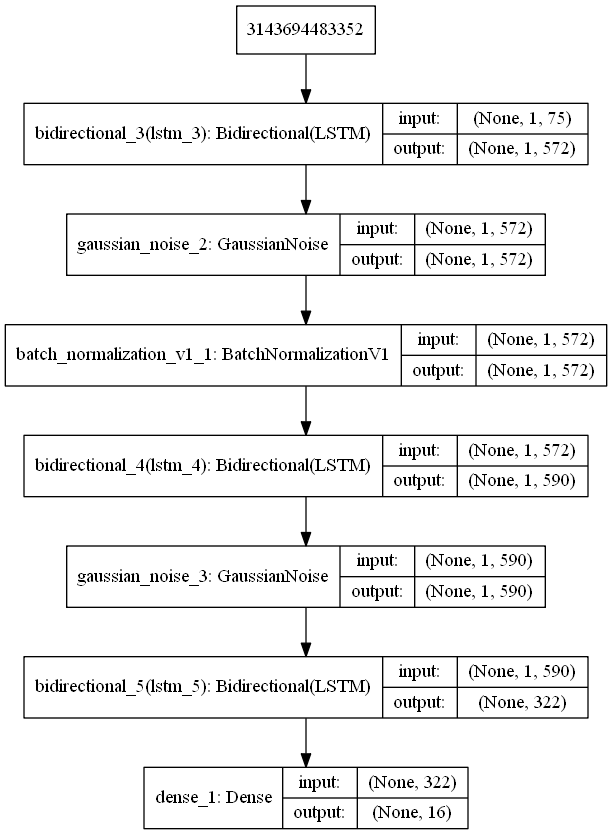 3143694483352
bidirectional_3(lstm_3): Bidirectional(LSTM)
input: (None, 1, 75)
output: (None, 1, 572)
gaussian_noise_2: GaussianNoise
input: (None, 1, 572)
output: (None, 1, 572)
batch_normalization_v1_1: BatchNormalizationV1
input: (None, 1, 572)
output: (None, 1, 572)
bidirectional_4(lstm_4): Bidirectional(LSTM)
input: (None, 1, 572)
output: (None, 1, 590)
gaussian_noise_3: GaussianNoise
input: (None, 1, 590)
output: (None, 1, 590)
bidirectional_5(lstm_5): Bidirectional(LSTM)
input: (None, 1, 590)
output: (None, 322)
dense_1: Dense
input: (None, 322)
output: (None, 16)